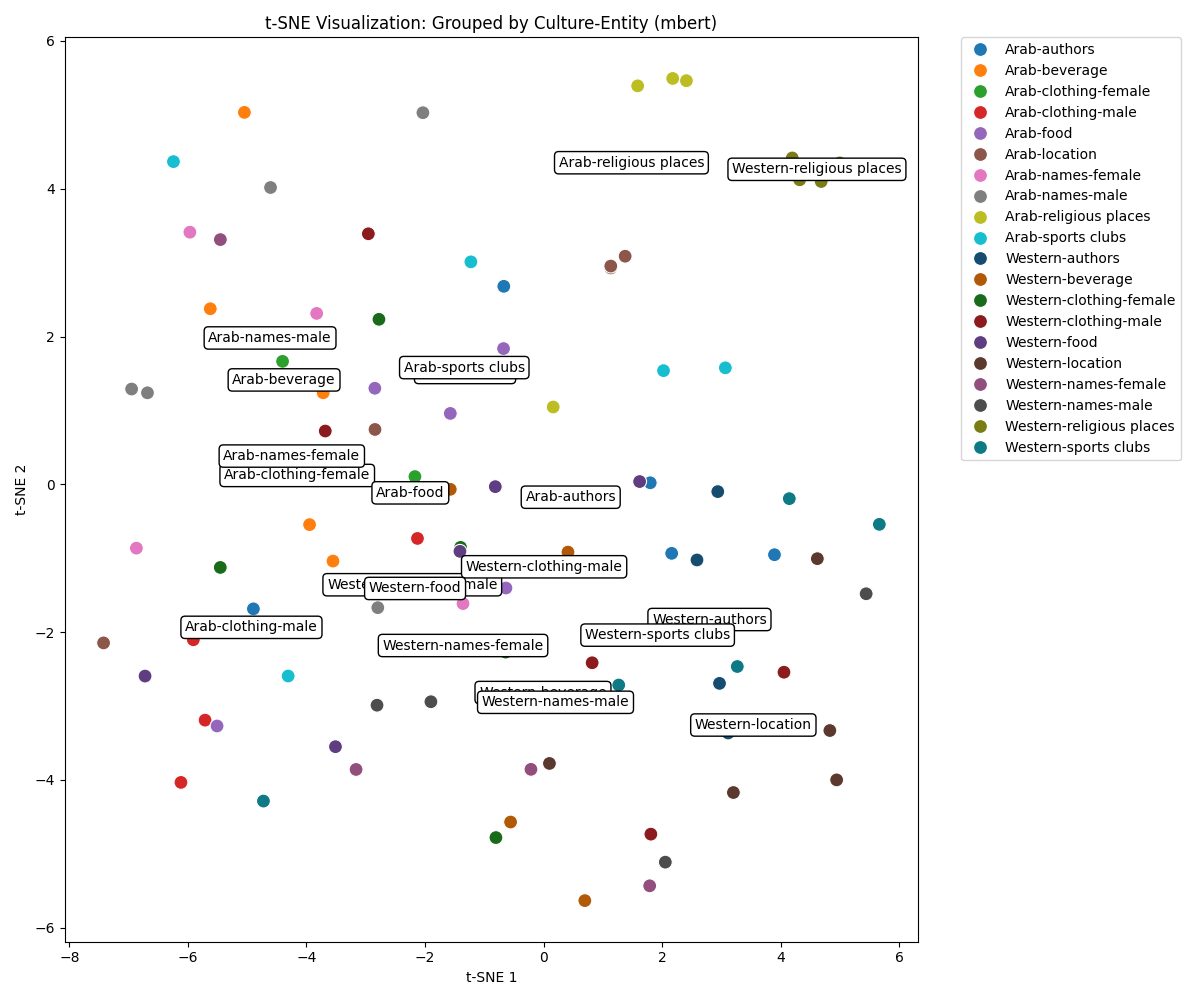 t-SNE Visualization: Grouped by Culture-Entity (mbert)
6
4
2
0
−2
−4
−6
t-SNE 2
−8
−6
−4
−2
0
2
4
6
t-SNE 1
Arab-religious places
Western-religious places
Arab-names-male
Arab-sports clubs
Arab-beverage
Arab-names-female
Arab-clothing-female
Arab-food
Arab-authors
Western-clothing-male
Western-food
Arab-clothing-male
Western-authors
Western-sports clubs
Western-names-female
Western-beverage
Western-names-male
Western-location
Arab-authors
Arab-beverage
Arab-clothing-female
Arab-clothing-male
Arab-food
Arab-location
Arab-names-female
Arab-names-male
Arab-religious places
Arab-sports clubs
Western-authors
Western-beverage
Western-clothing-female
Western-clothing-male
Western-food
Western-location
Western-names-female
Western-names-male
Western-religious places
Western-sports clubs